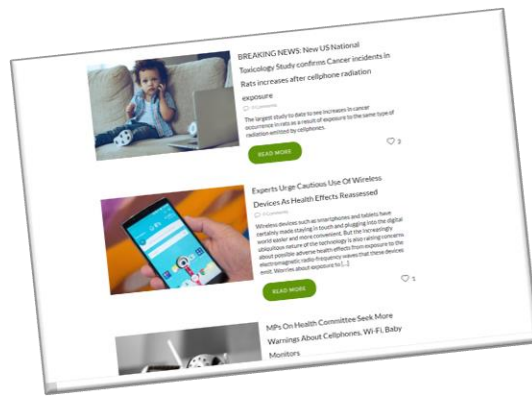 BREAKING NEWS: New US National
Toxicology Study confirms Cancer incidents in
Rats increases after cellphone radiation
exposure
The largest study to date to see increases in cancer
occurrence in rats as a result of exposure to the same type of
radiation emitted by cellphones.
READ MORE
3
Experts Urge Cautious Use Of Wireless
Devices As Health Effects Reassessed
Wireless devices such as smartphones and tablets have
certainly made staying in touch and plugging into the digital
world easier and more convenient. But the increasingly
ubiquitous nature of the technology is also raising concerns
about possible adverse health effects from exposure to the
electromagnetic radio-frequency waves that these devices
emit. Worries about exposure to [...]
READ MORE
1
MPs On Health Committee Seek More
Warnings About Cellphones, Wi-Fi, Baby
Monitors